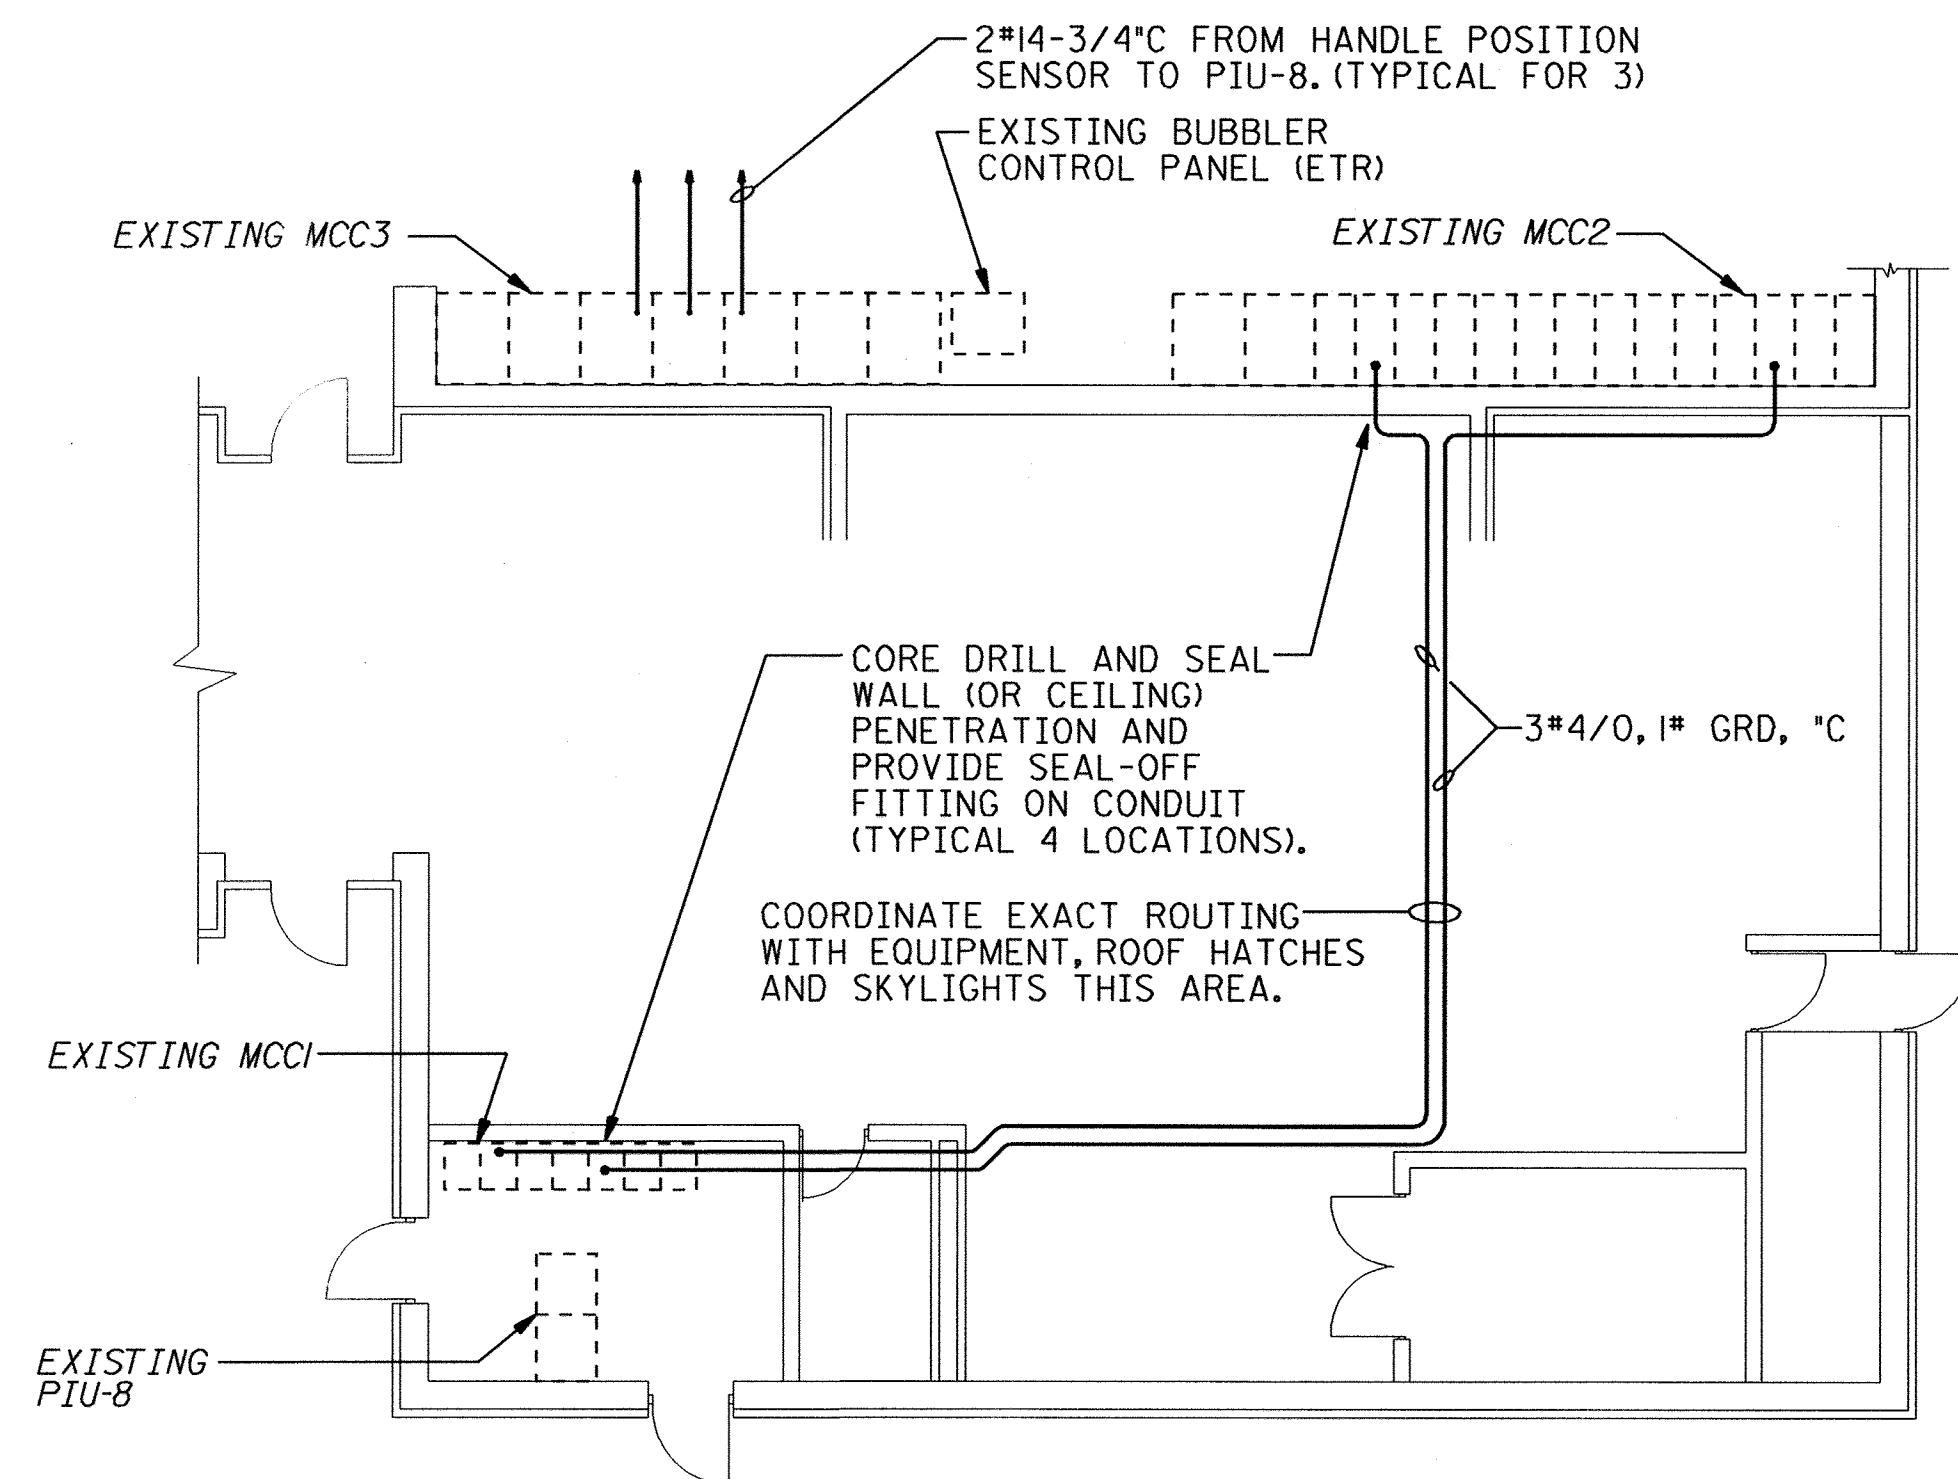 2#14-3/4"C FROM HANDLE POSITION
SENSOR TO PIU-8. (TYPICAL FOR 3)
EXISTING BUBBLER
CONTROL PANEL (ETR)
EXISTING MCC3
EXISTING MCC2
CORE DRILL AND SEAL
WALL (OR CEILING)
PENETRATION AND
PROVIDE SEAL-OFF
FITTING ON CONDUIT
(TYPICAL 4 LOCATIONS).
3#4/0, 1# GRD, "C
COORDINATE EXACT ROUTING
WITH EQUIPMENT, ROOF HATCHES
AND SKYLIGHTS THIS AREA.
EXISTING MCC1
EXISTING
PIU-8